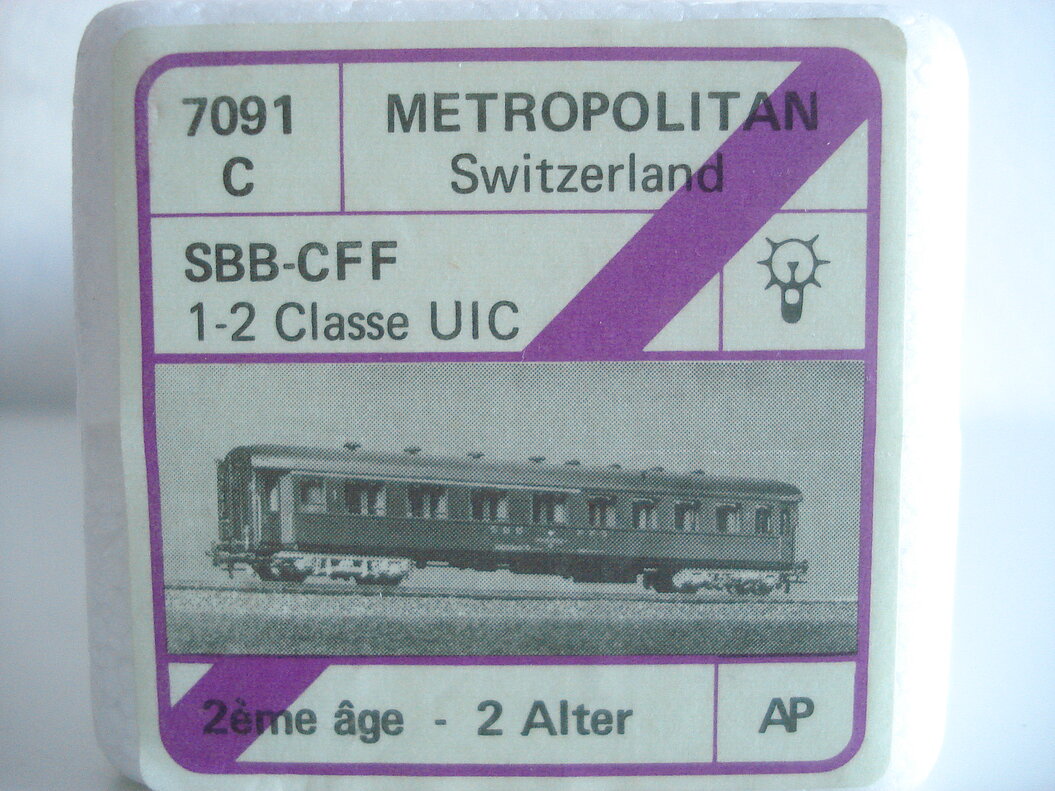 7091
C
METROPOLITAN
Switzerland
SBB-CFF
1-2 Classe UIC
2ème âge - 2 Alter
AP